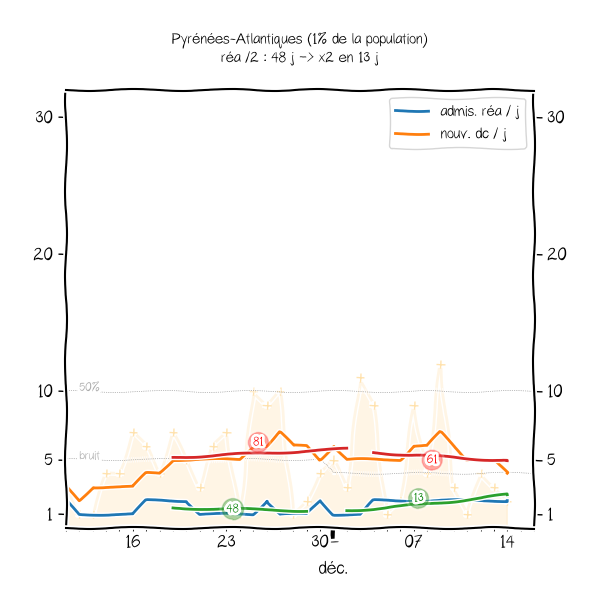 Pyrénées-Atlantiques (1% de la population)
réa /2 : 48 j -> x2 en 13 j
admis. réa / j
nouv. dc / j
30 30
20 20
10 50% 10
81
61
5 bruit 5
13
48
1 1
16 23 30 07 14
déc.